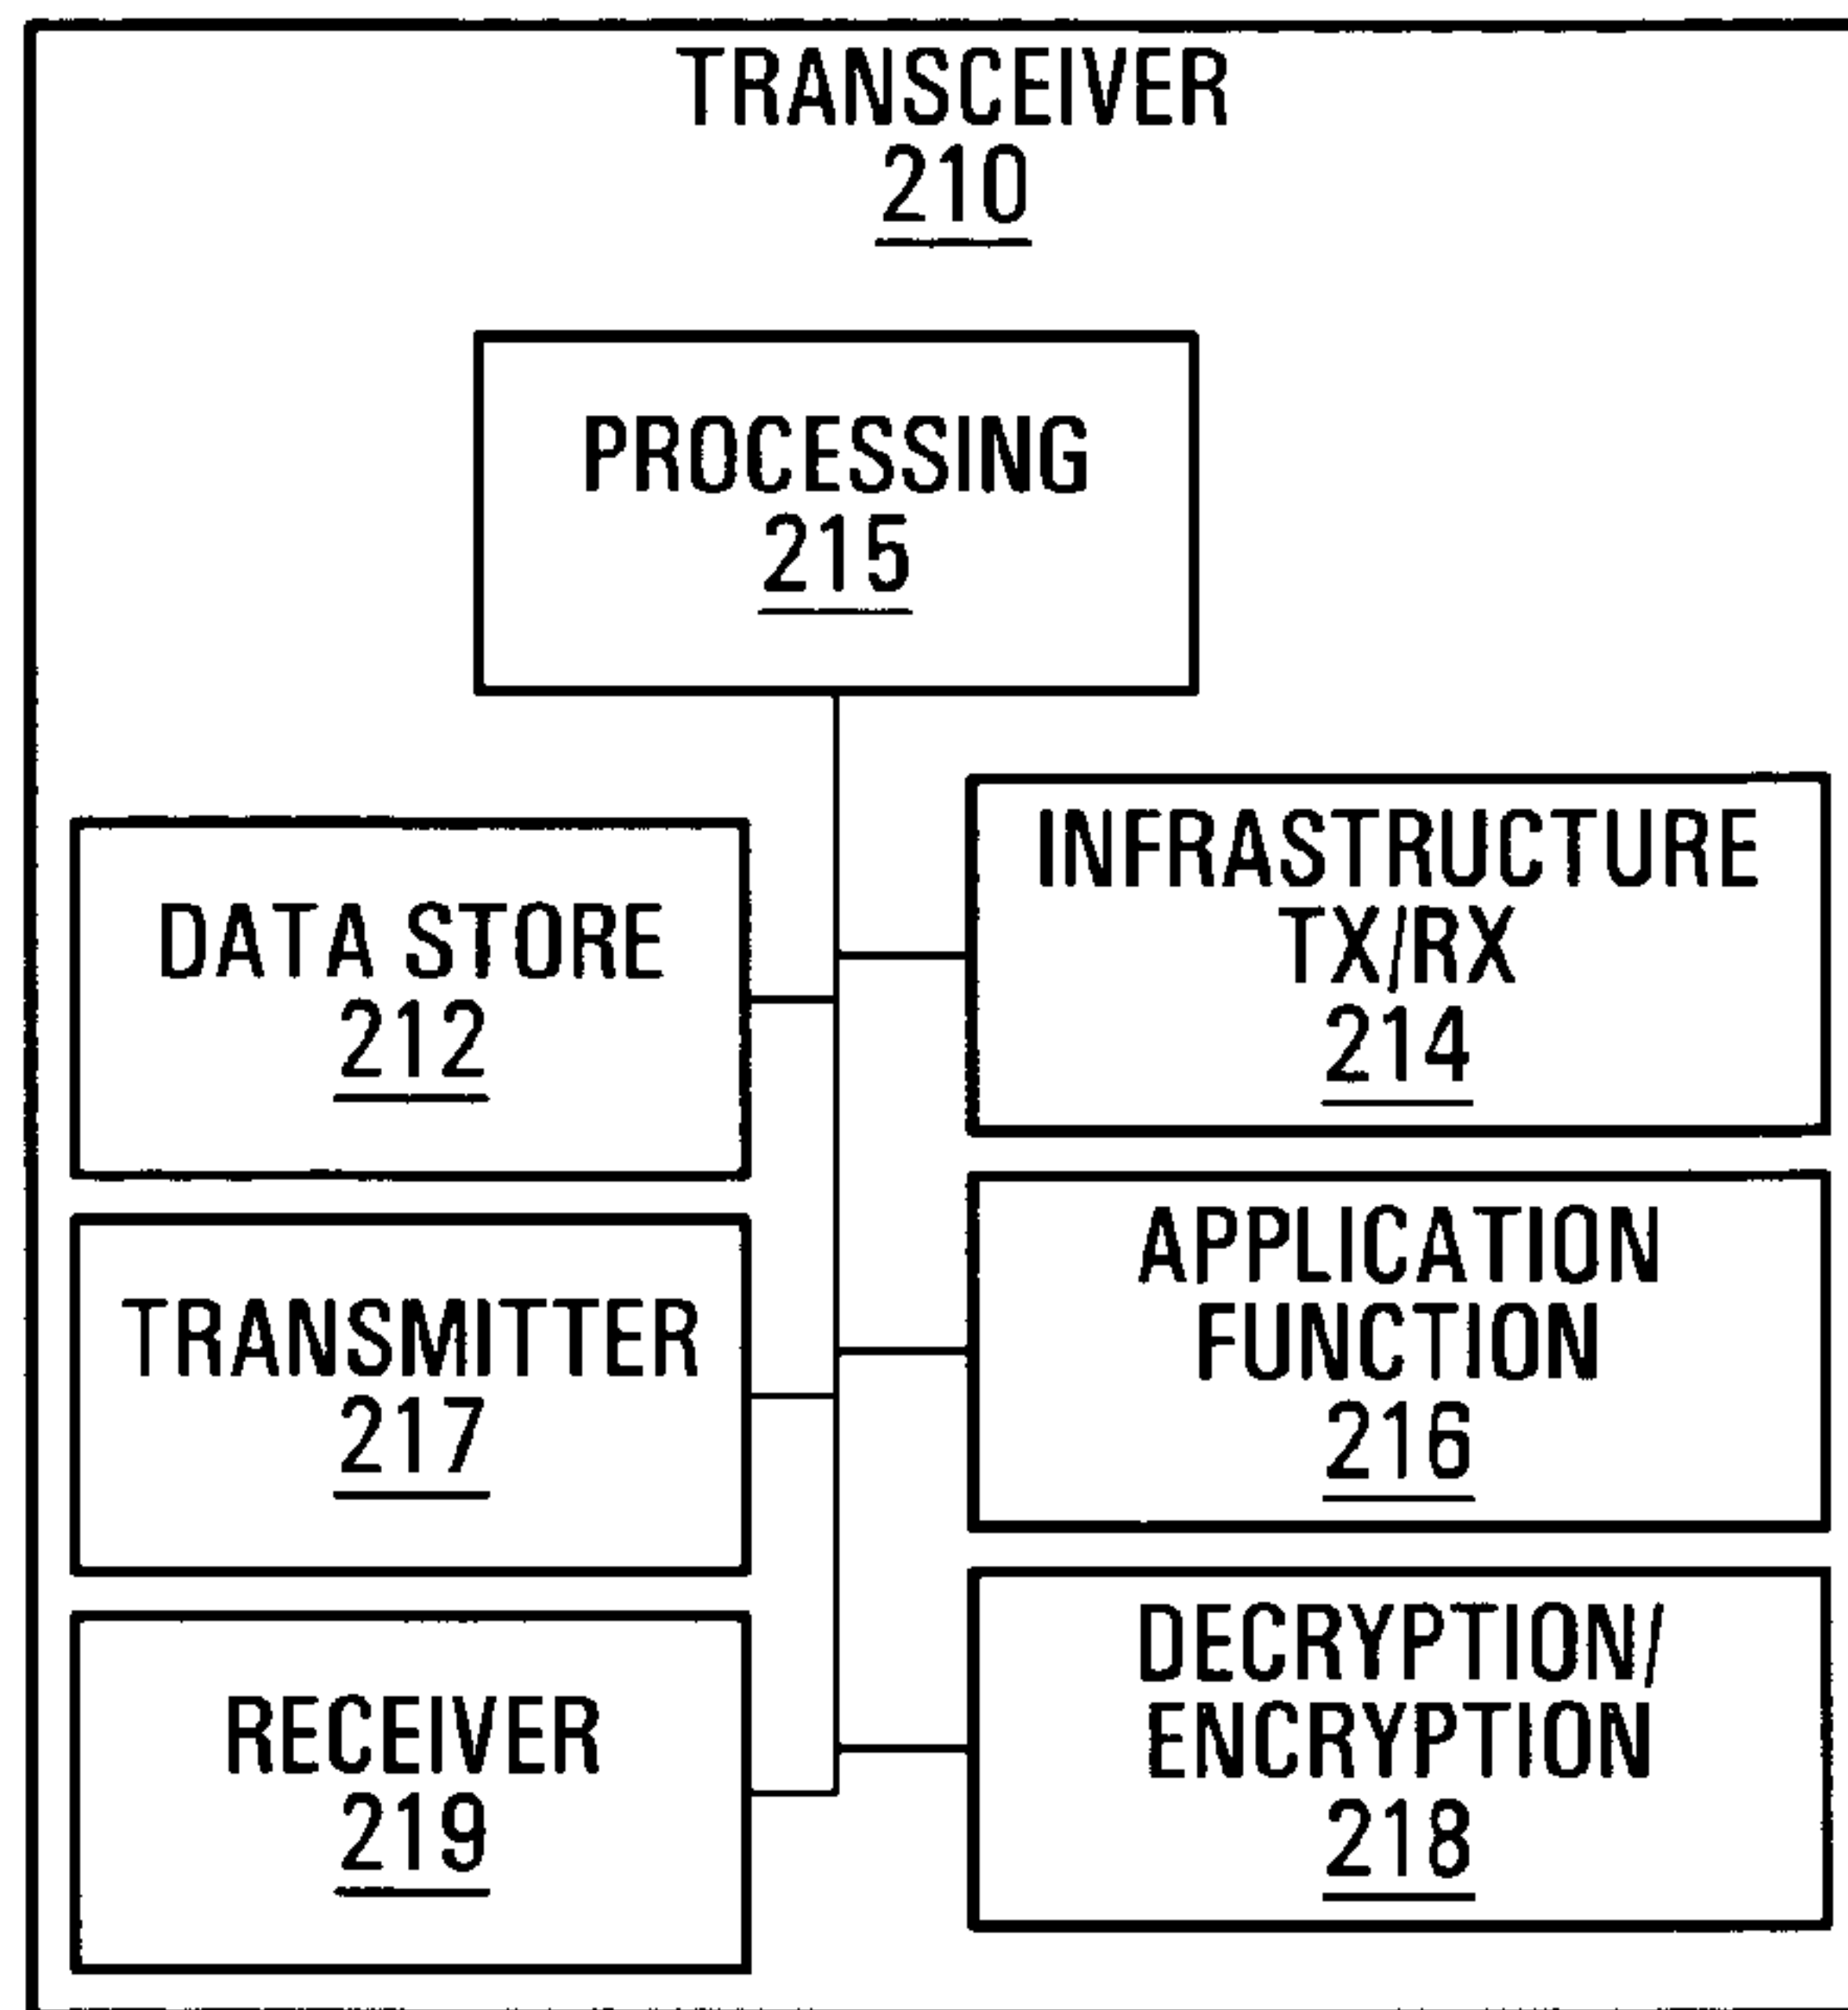 TRANSCEIVER
210
PROCESSING
215
DATA STORE
212
INFRASTRUCTURE
TX/RX
214
TRANSMITTER
217
APPLICATION
FUNCTION
216
RECEIVER
219
DECRYPTION/
ENCRYPTION
218